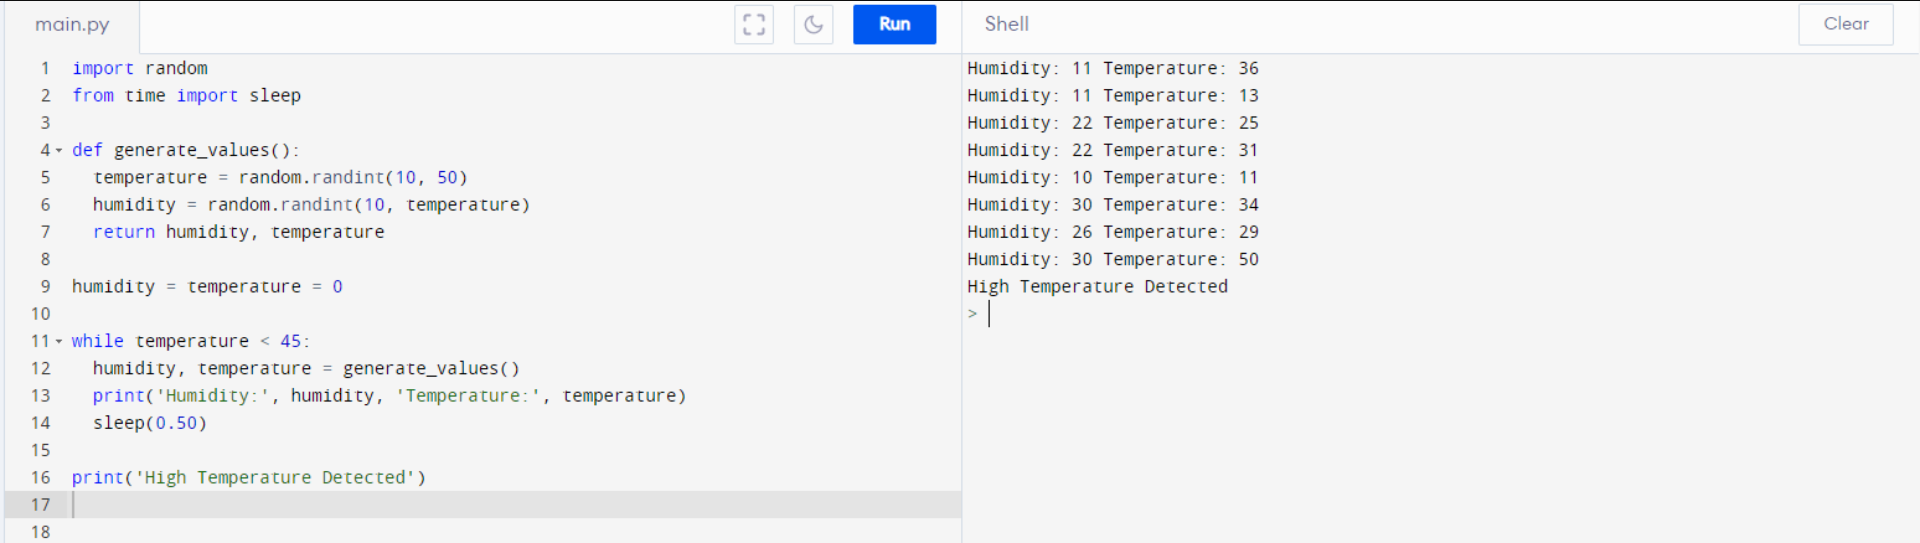 main.py
Run
1 import random
2 from time import sleep
3
4 def generate_values():
5   temperature = random.randint(10, 50)
6   humidity = random.randint(10, temperature)
7   return humidity, temperature
8
9 humidity = temperature = 0
10
11 while temperature < 45:
12   humidity, temperature = generate_values()
13   print('Humidity:', humidity, 'Temperature:', temperature)
14   sleep(0.50)
15
16 print('High Temperature Detected')
17
18
Shell
Clear
Humidity: 11 Temperature: 36
Humidity: 11 Temperature: 13
Humidity: 22 Temperature: 25
Humidity: 22 Temperature: 31
Humidity: 10 Temperature: 11
Humidity: 30 Temperature: 34
Humidity: 26 Temperature: 29
Humidity: 30 Temperature: 50
High Temperature Detected
>